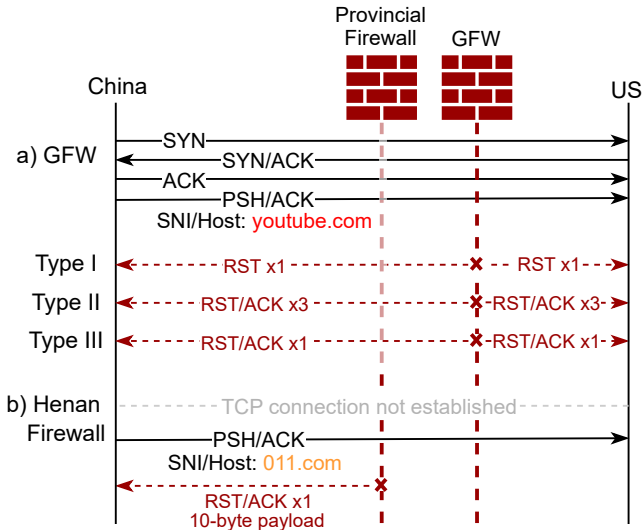 Provincial
Firewall
GFW
China
US
a) GFW
SYN
SYN/ACK
ACK
PSH/ACK
SNI/Host: youtube.com
Type I
RST x1
RST x1
Type II
RST/ACK x3
RST/ACK x3
Type III
RST/ACK x1
RST/ACK x1
b) Henan
Firewall
TCP connection not established
PSH/ACK
SNI/Host: 011.com
RST/ACK x1
10-byte payload